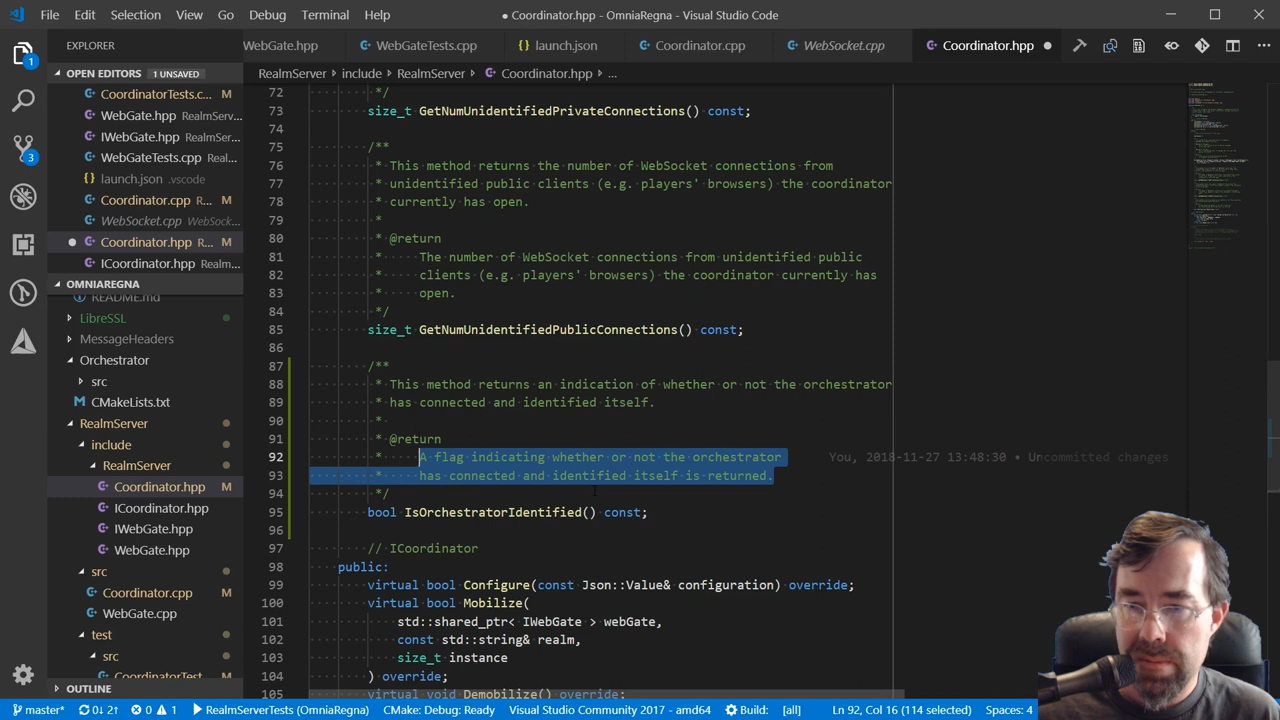 File Edit Selection View Go Debug Terminal Help
● Coordinator.hpp - OmniaRegna - Visual Studio Code
EXPLORER
WebGate.hpp
WebGateTests.cpp
launch.json
Coordinator.cpp
WebSocket.cpp
Coordinator.hpp ●
OPEN EDITORS 1 UNSAVED
CoordinatorTests.c... M
WebGate.hpp RealmServ...
IWebGate.hpp RealmServ...
WebGateTests.cpp Real...
launch.json .vscode
Coordinator.cpp R... M
WebSocket.cpp WebSock...
Coordinator.hpp R... M
ICoordinator.hpp Realm...
OMNIAREGNA
README.md
LibreSSL
MessageHeaders
Orchestrator
src
CMakeLists.txt
RealmServer
include
RealmServer
Coordinator.hpp M
ICoordinator.hpp
IWebGate.hpp
WebGate.hpp
src
Coordinator.cpp M
WebGate.cpp
test
src
CoordinatorTest... M
OUTLINE
1
3
RealmServer > include > RealmServer > Coordinator.hpp > ...
72 */
73 size_t GetNumUnidentifiedPrivateConnections() const;
74
75 /**
76 * This method returns the number of WebSocket connections from
77 * unidentified public clients (e.g. players' browsers) the coordinator
78 * currently has open.
79 *
80 * @return
81 * The number of WebSocket connections from unidentified public
82 * clients (e.g. players' browsers) the coordinator currently has
83 * open.
84 */
85 size_t GetNumUnidentifiedPublicConnections() const;
86
87 /**
88 * This method returns an indication of whether or not the orchestrator
89 * has connected and identified itself.
90 *
91 * @return
92 * A flag indicating whether or not the orchestrator You, 2018-11-27 13:48:30 • Uncommitted changes
93 * has connected and identified itself is returned.
94 */
95 bool IsOrchestratorIdentified() const;
96
97 // ICoordinator
98 public:
99 virtual bool Configure(const Json::Value& configuration) override;
100 virtual bool Mobilize(
101 std::shared_ptr< IWebGate > webGate,
102 const std::string& realm,
103 size_t instance
104 ) override;
105 virtual void Demobilize() override;
master* 0↓ 2↑ 0 1 RealmServerTests (OmniaRegna) CMake: Debug: Ready Visual Studio Community 2017 - amd64 Build: [all] Ln 92, Col 16 (114 selected) Spaces: 4